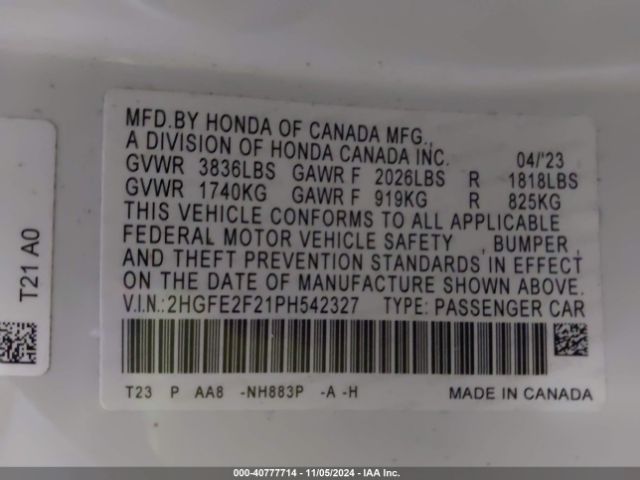 MFD.BY HONDA OF CANADA MFG.,
A DIVISION OF HONDA CANADA INC. 04/'23
GVWR 3836LBS GAWR F 2026LBS R 1818LBS
GVWR 1740KG GAWR F 919KG R 825KG
THIS VEHICLE CONFORMS TO ALL APPLICABLE
FEDERAL MOTOR VEHICLE SAFETY , BUMPER ,
AND THEFT PREVENTION STANDARDS IN EFFECT
ON THE DATE OF MANUFACTURE SHOWN ABOVE.
V.I.N.:2HGFE2F21PH542327 TYPE: PASSENGER CAR
T23 P AA8 -NH883P -A -H MADE IN CANADA
T21 A0
000-40777714 - 11/05/2024 - IAA Inc.